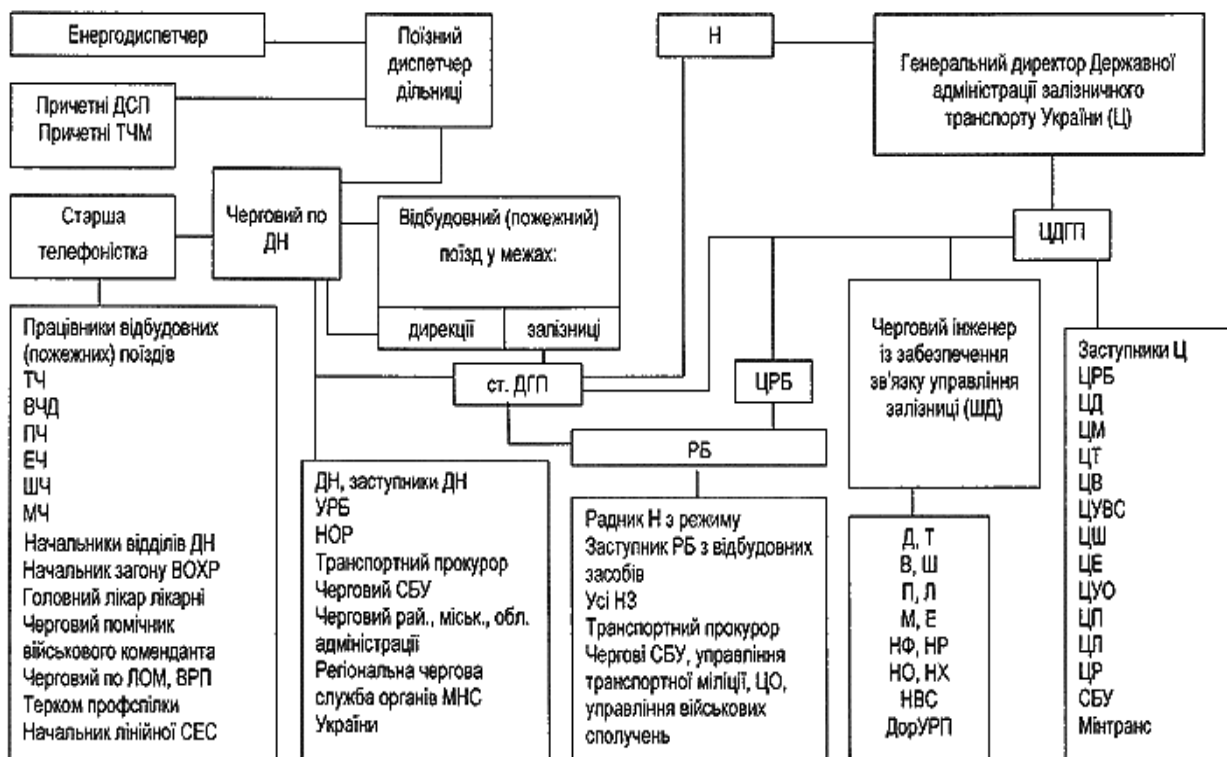 Енергодиспетчер
Поїзний
диспетчер
дільниці
Н
Генеральний директор Державної
адміністрації залізничного
транспорту України (Ц)
Причетні ДСП
Причетні ТЧМ
Старша
телефоністка
Черговий по
ДН
Відбудовний (пожежний)
поїзд у межах:
дирекції
залізниці
ЦДГП
ст. ДГП
ЦРБ
РБ
Черговий інженер
із забезпечення
зв'язку управління
залізниці (ШД)
Працівники відбудовних
(пожежних) поїздів
ТЧ
ВЧД
ПЧ
ЕЧ
ШЧ
МЧ
Начальники відділів ДН
Начальник загону ВОХР
Головний лікар лікарні
Черговий помічник
військового коменданта
Черговий по ЛОМ, ВРП
Терком профспілки
Начальник лінійної СЕС
ДН, заступники ДН
УРБ
НОР
Транспортний прокурор
Черговий СБУ
Черговий рай., міськ., обл.
адміністрації
Регіональна чергова
служба органів МНС
України
Радник Н з режиму
Заступник РБ з відбудовних
засобів
Усі НЗ
Транспортний прокурор
Чергові СБУ, управління
транспортної міліції, ЦО,
управління військових
сполучень
Д, Т
В, Ш
П, Л
М, Е
НФ, НР
НО, НХ
НВС
ДорУРП
Заступники Ц
ЦРБ
ЦД
ЦМ
ЦТ
ЦВ
ЦУВС
ЦШ
ЦЕ
ЦУО
ЦП
ЦЛ
ЦР
СБУ
Мінтранс